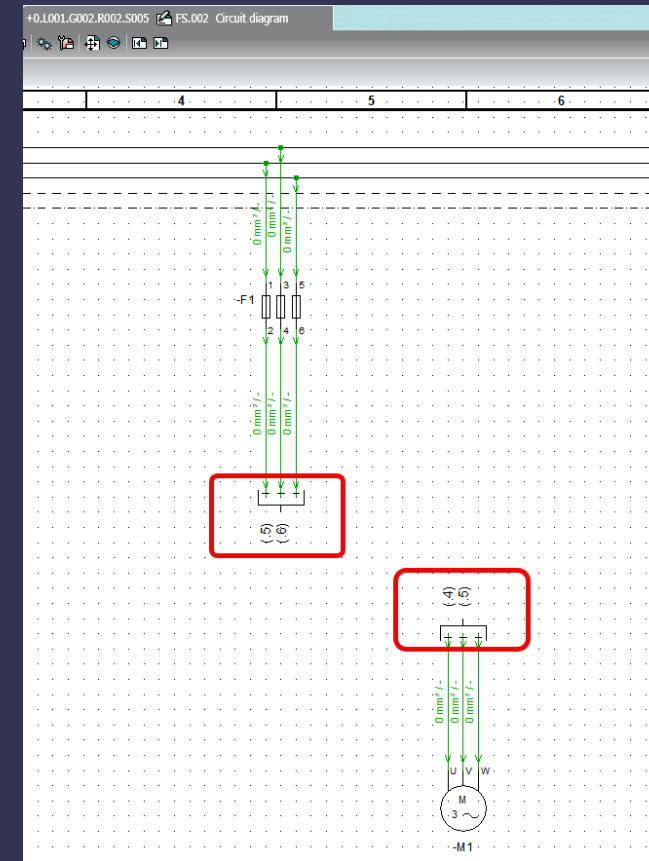 +0.L001.G002.R002.S005 FS.002 Circuit diagram
4 5 6
0 mm²/-
0 mm²/-
0 mm²/-
-F1
1 3 5
2 4 6
0 mm²/-
0 mm²/-
0 mm²/-
(.5)
(.6)
(.4)
(.5)
0 mm²/-
0 mm²/-
0 mm²/-
U V W
M
3 ~
-M1